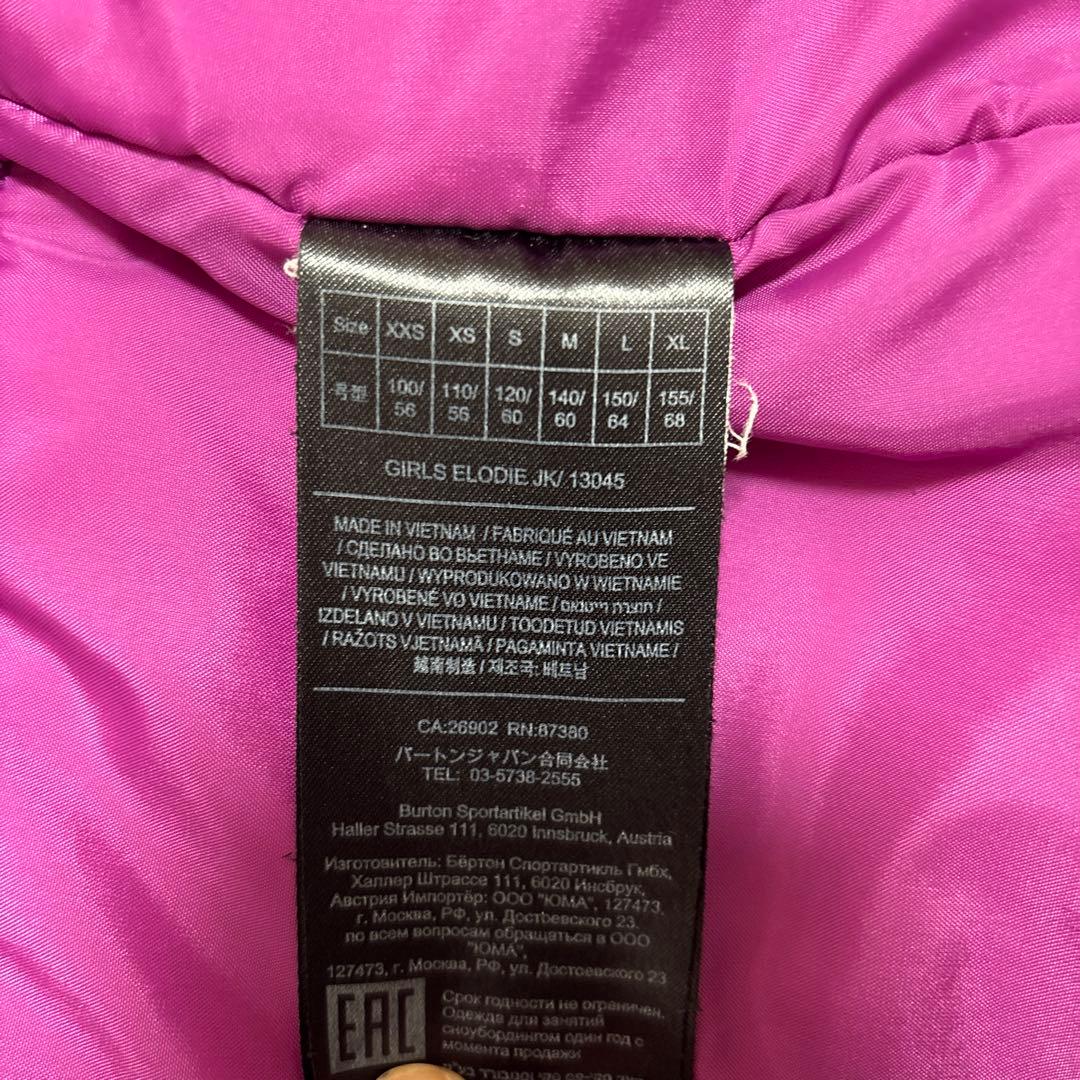 Size XXS XS S M L XL
号型 100/56 110/56 120/60 140/60 150/64 155/68
GIRLS ELODIE JK/ 13045
MADE IN VIETNAM / FABRIQUÉ AU VIETNAM
/ СДЕЛАНО ВО ВЬЕТНАМЕ / VYROBENO VE
VIETNAMU / WYPRODUKOWANO W WIETNAMIE
/ VYROBENÉ VO VIETNAME / תוצרת וייטנאם /
IZDELANO V VIETNAMU / TOODETUD VIETNAMIS
/ RAŽOTS VJETNAMĀ / PAGAMINTA VIETNAME /
越南制造 / 제조국: 베트남
CA:26902 RN:87380
バートンジャパン合同会社
TEL: 03-5738-2555
Burton Sportartikel GmbH
Haller Strasse 111, 6020 Innsbruck, Austria
Изготовитель: Бёртон Спортартикль Гмбх,
Халлер Штрассе 111, 6020 Инсбрук,
Австрия Импортёр: ООО "ЮМА", 127473,
г. Москва, РФ, ул. Достоевского 23.
по всем вопросам обращаться в ООО
"ЮМА",
127473, г. Москва, РФ, ул. Достоевского 23
EAC
Срок годности не ограничен.
Одежда для занятий
сноубордингом один год с
момента продажи